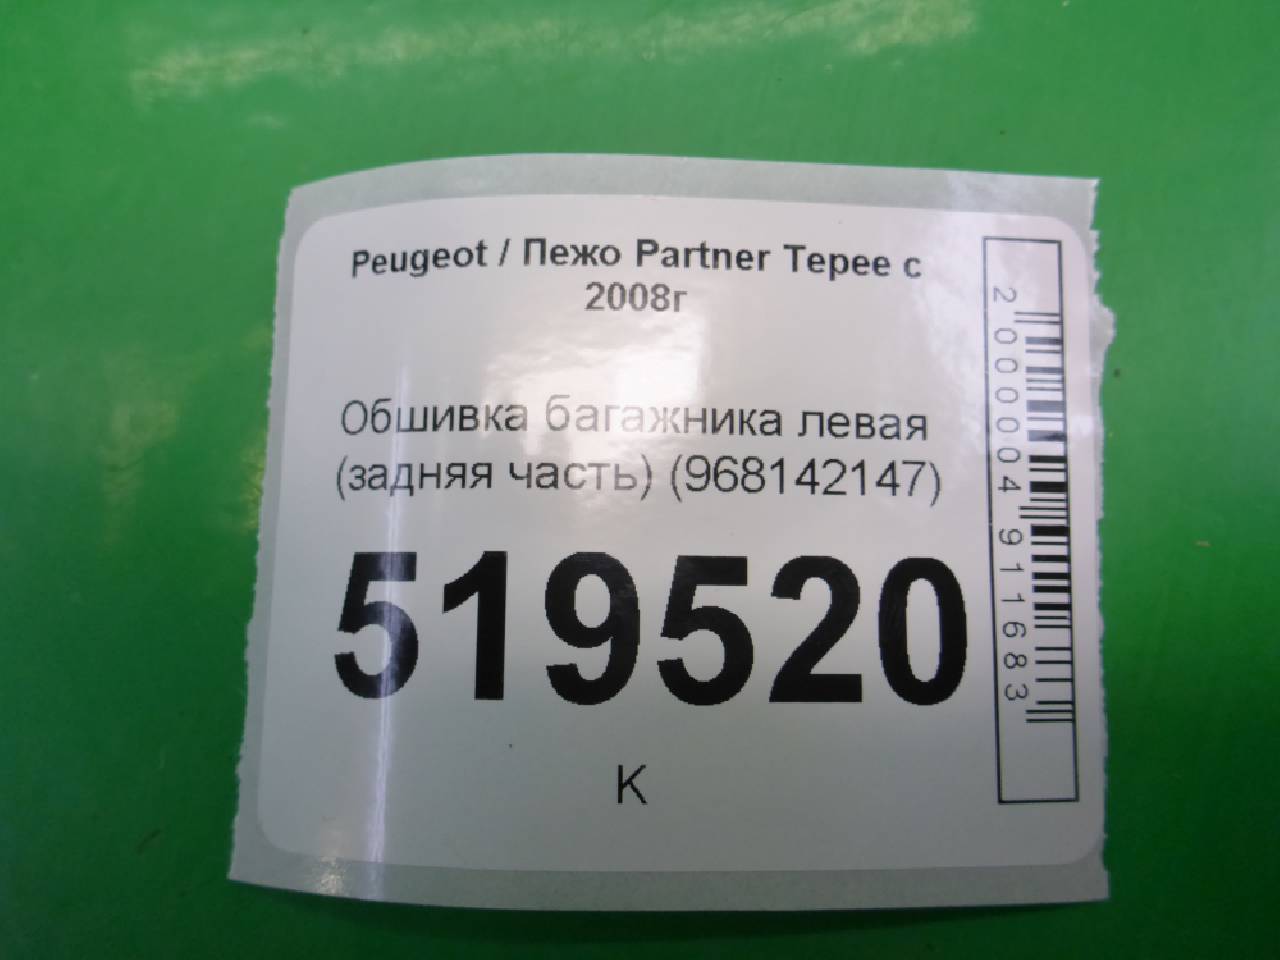 Peugeot / Пежо Partner Tepee с
2008г
Обшивка багажника левая
(задняя часть) (968142147)
519520
К
2000004911683